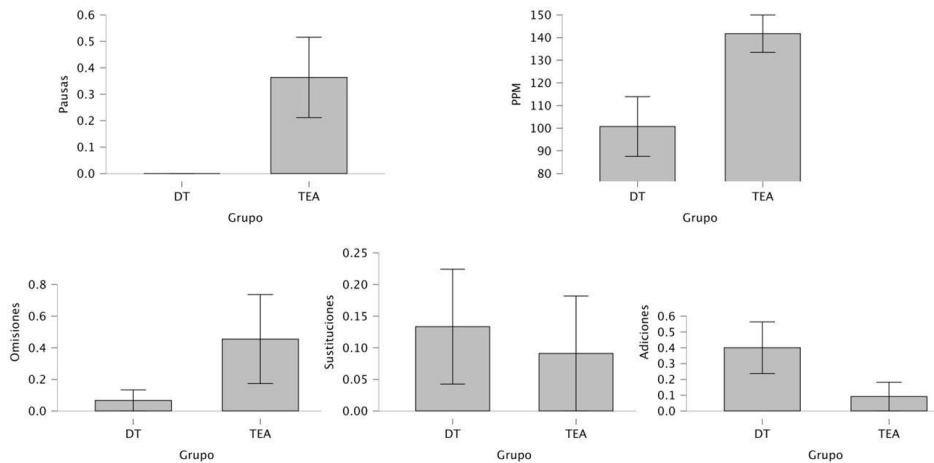 0.6
0.5
0.4
0.3
0.2
0.1
0.0
Pausas
DT TEA
Grupo
150
140
130
120
110
100
90
80
PPM
DT TEA
Grupo
0.8
0.6
0.4
0.2
0.0
Omisiones
DT TEA
Grupo
0.25
0.20
0.15
0.10
0.05
0.00
Sustituciones
DT TEA
Grupo
0.6
0.5
0.4
0.3
0.2
0.1
0.0
Adiciones
DT TEA
Grupo